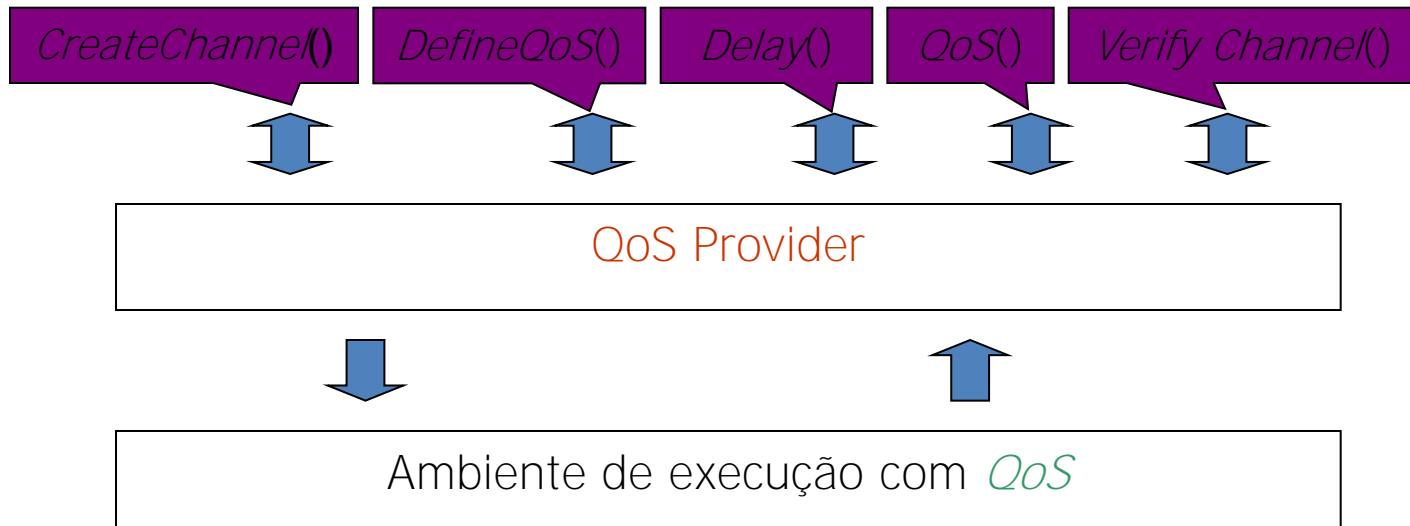 CreateChannel()
DefineQoS()
Delay()
QoS()
Verify Channel()
QoS Provider
Ambiente de execução com QoS